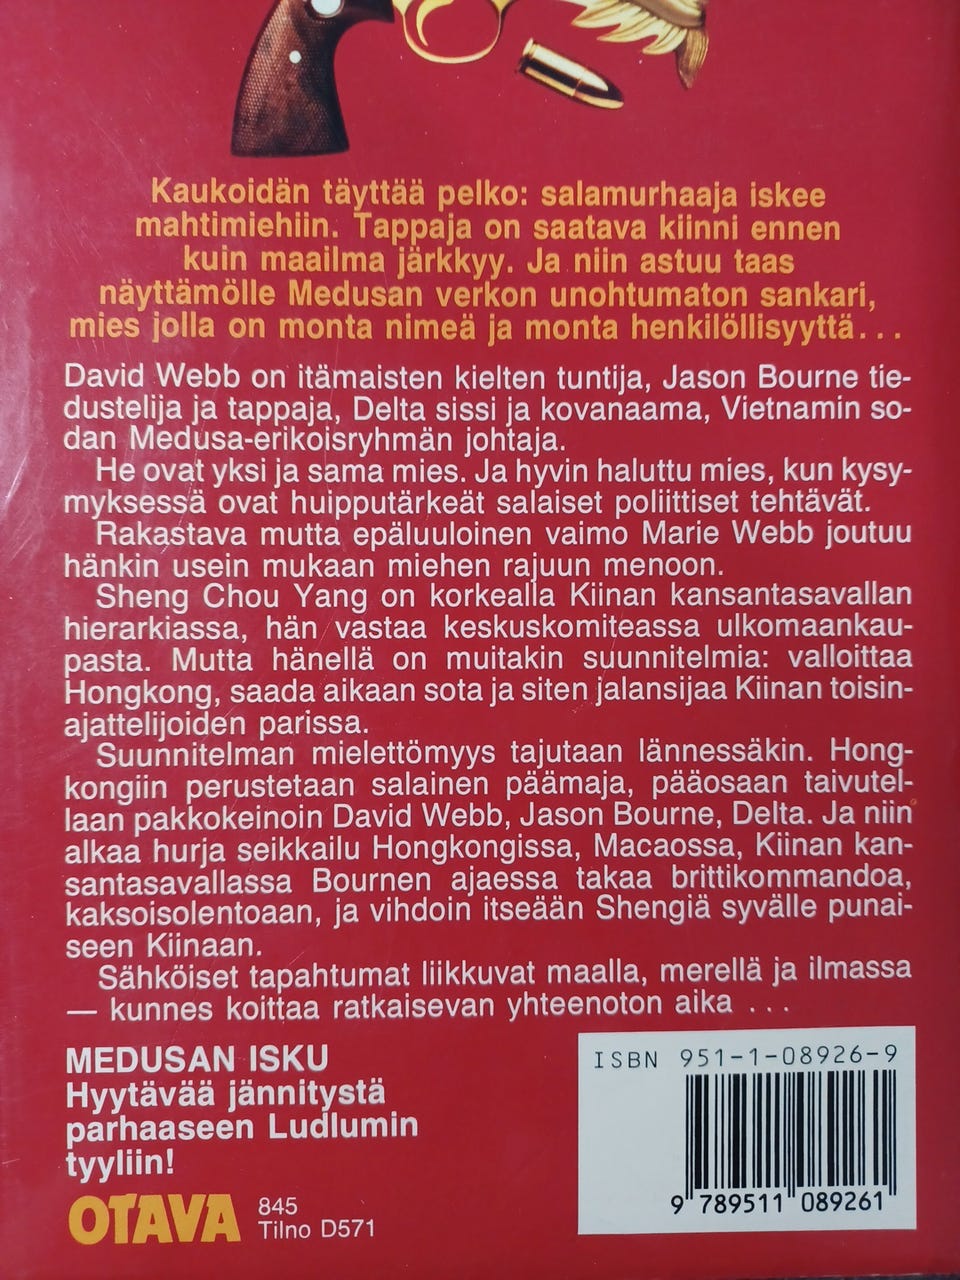 Kaukoidän täyttää pelko: salamurhaaja iskee
mahtimiehiin. Tappaja on saatava kiinni ennen
kuin maailma järkkyy. Ja niin astuu taas
näyttämölle Medusan verkon unohtumaton sankari,
mies jolla on monta nimeä ja monta henkilöllisyyttä...
David Webb on itämaisten kielten tuntija, Jason Bourne tie-
dustelija ja tappaja, Delta sissi ja kovanaama, Vietnamin so-
dan Medusa-erikoisryhmän johtaja.
He ovat yksi ja sama mies. Ja hyvin haluttu mies, kun kysy-
myksessä ovat huipputärkeät salaiset poliittiset tehtävät.
Rakastava mutta epäluuloinen vaimo Marie Webb joutuu
hänkin usein mukaan miehen rajuun menoon.
Sheng Chou Yang on korkealla Kiinan kansantasavallan
hierarkiassa, hän vastaa keskuskomiteassa ulkomaankau-
pasta. Mutta hänellä on muitakin suunnitelmia: valloittaa
Hongkong, saada aikaan sota ja siten jalansijaa Kiinan toisin-
ajattelijoiden parissa.
Suunnitelman mielettömyys tajutaan lännessäkin. Hong-
kongiin perustetaan salainen päämaja, pääosaan taivutel-
laan pakkokeinoin David Webb, Jason Bourne, Delta. Ja niin
alkaa hurja seikkailu Hongkongissa, Macaossa, Kiinan kan-
santasavallassa Bournen ajaessa takaa brittikommandoa,
kaksoisolentoaan, ja vihdoin itseään Shengiä syvälle punai-
seen Kiinaan.
Sähköiset tapahtumat liikkuvat maalla, merellä ja ilmassa
— kunnes koittaa ratkaisevan yhteenoton aika ...
MEDUSAN ISKU
Hyytävää jännitystä
parhaaseen Ludlumin
tyyliin!
OTAVA
845
Tilno D571
ISBN 951-1-08926-9
9 789511 089261